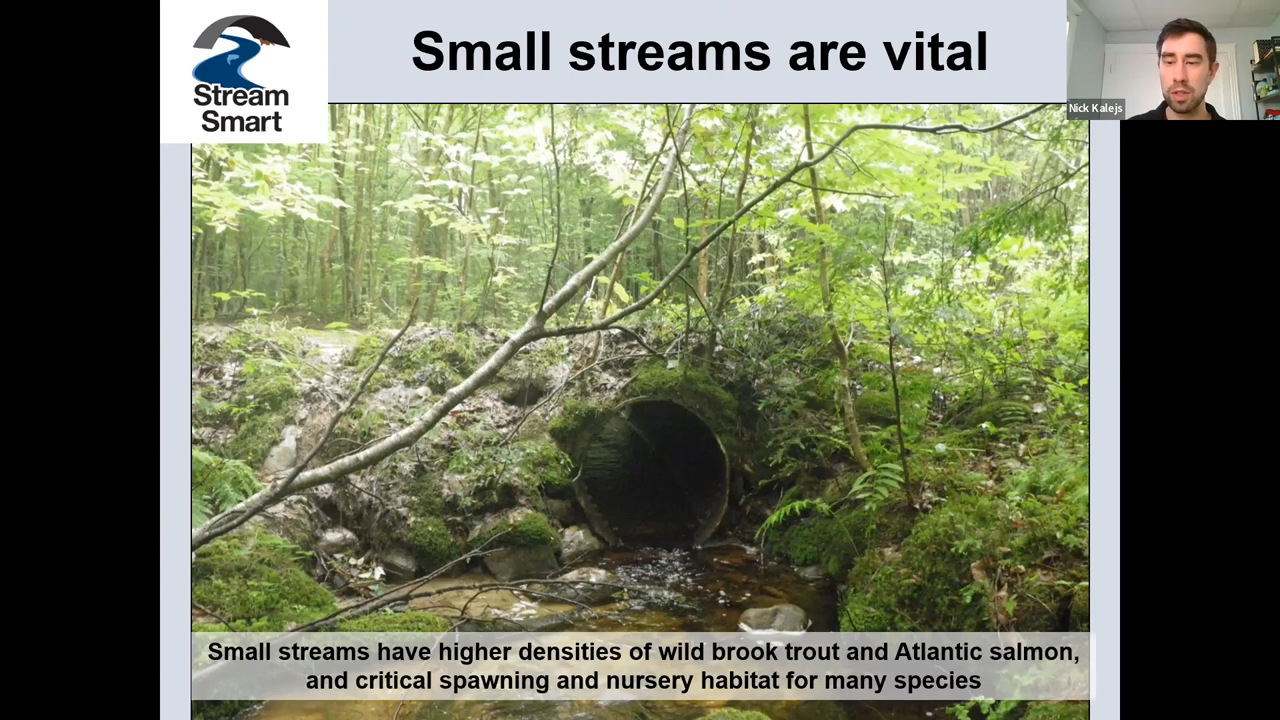 Small streams are vital
Stream
Smart
Nick Kalejs
Small streams have higher densities of wild brook trout and Atlantic salmon,
and critical spawning and nursery habitat for many species